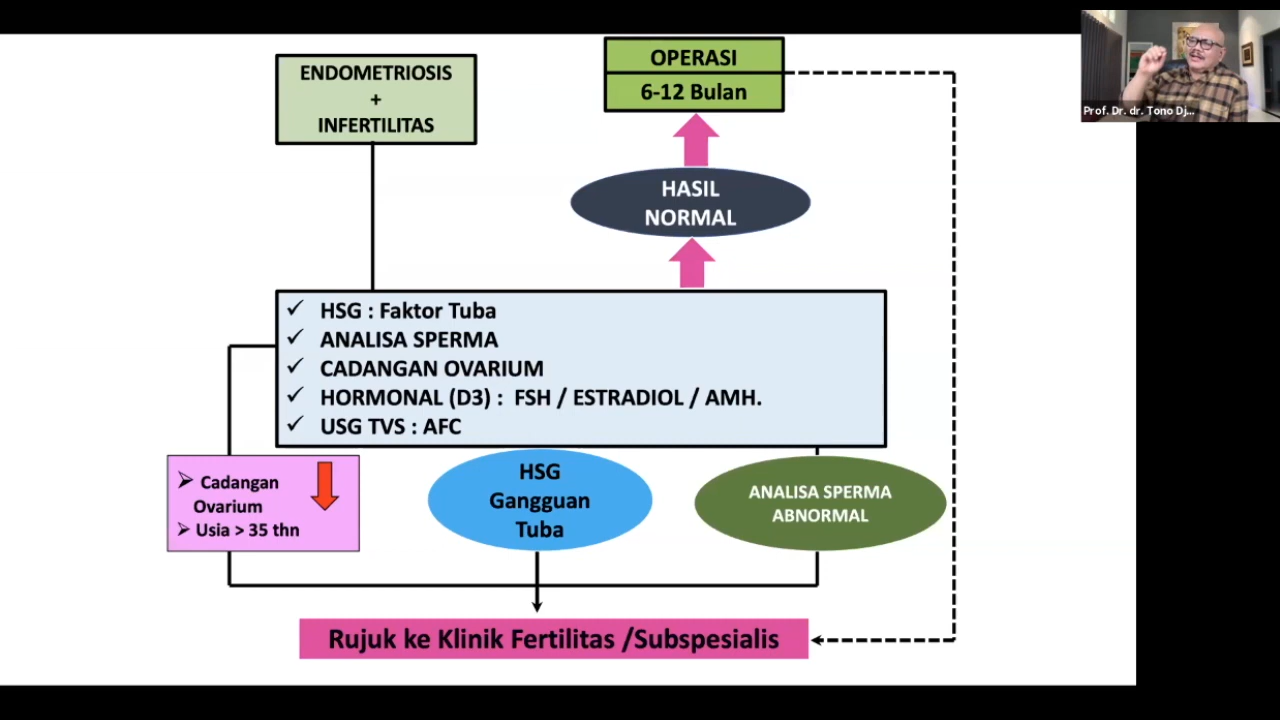 ENDOMETRIOSIS
+
INFERTILITAS
OPERASI
6-12 Bulan
Prof. Dr. dr. Tono Dj...
HASIL
NORMAL
✓ HSG : Faktor Tuba
✓ ANALISA SPERMA
✓ CADANGAN OVARIUM
✓ HORMONAL (D3) : FSH / ESTRADIOL / AMH.
✓ USG TVS : AFC
➢ Cadangan
Ovarium
➢ Usia > 35 thn
HSG
Gangguan
Tuba
ANALISA SPERMA
ABNORMAL
Rujuk ke Klinik Fertilitas /Subspesialis